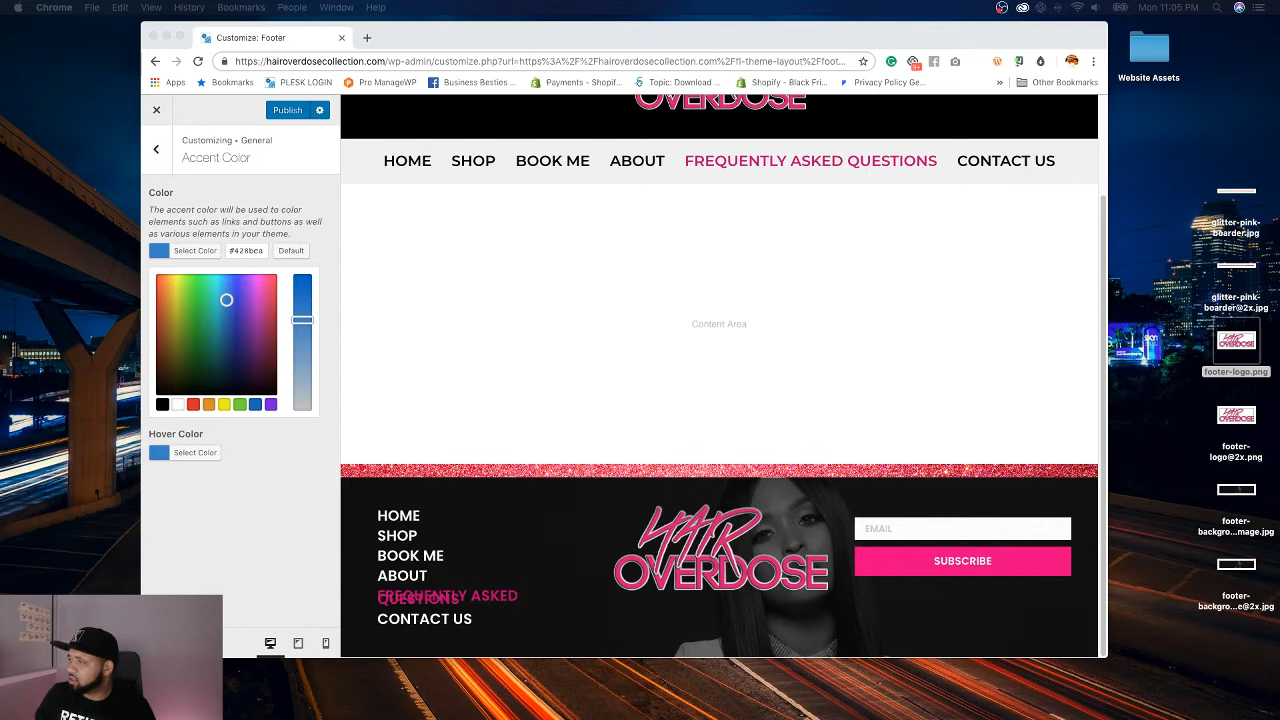 Chrome File Edit View History Bookmarks People Window Help
Mon 11:05 PM
Customize: Footer
https://hairoverdosecollection.com/wp-admin/customize.php?url=https%3A%2F%2Fhairoverdosecollection.com%2Ffl-theme-layout%2Ffoot...
Apps Bookmarks PLESK LOGIN Pro ManageWP Business Besties ... Payments - Shopif... Topic: Download ... Shopify - Black Fri... Privacy Policy Ge... » Other Bookmarks
Publish
Customizing • General
Accent Color
Color
The accent color will be used to color
elements such as links and buttons as well
as various elements in your theme.
Select Color #428bca Default
Hover Color
Select Color
OVERDOSE
HOME SHOP BOOK ME ABOUT FREQUENTLY ASKED QUESTIONS CONTACT US
Content Area
HOME
SHOP
BOOK ME
ABOUT
FREQUENTLY ASKED
QUESTIONS
CONTACT US
HAIR
OVERDOSE
EMAIL
SUBSCRIBE
Website Assets
glitter-pink-
boarder.jpg
glitter-pink-
boarder@2x.jpg
HAIR
OVERDOSE
footer-logo.png
HAIR
OVERDOSE
footer-
logo@2x.png
footer-
backgro...mage.jpg
footer-
backgro...e@2x.jpg